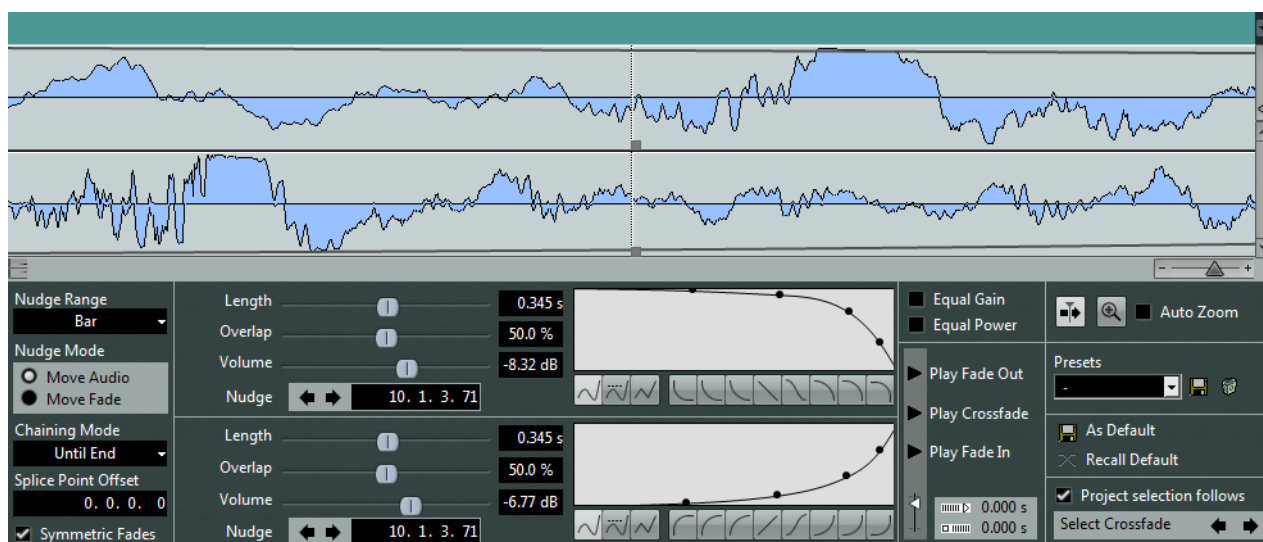 Nudge Range
Bar
Nudge Mode
Move Audio
Move Fade
Chaining Mode
Until End
Splice Point Offset
0. 0. 0. 0
Symmetric Fades
Length 0.345 s
Overlap 50.0 %
Volume -8.32 dB
Nudge 10. 1. 3. 71
Length 0.345 s
Overlap 50.0 %
Volume -6.77 dB
Nudge 10. 1. 3. 71
Equal Gain
Equal Power
Play Fade Out
Play Crossfade
Play Fade In
0.000 s
0.000 s
Auto Zoom
Presets
-
As Default
Recall Default
Project selection follows
Select Crossfade